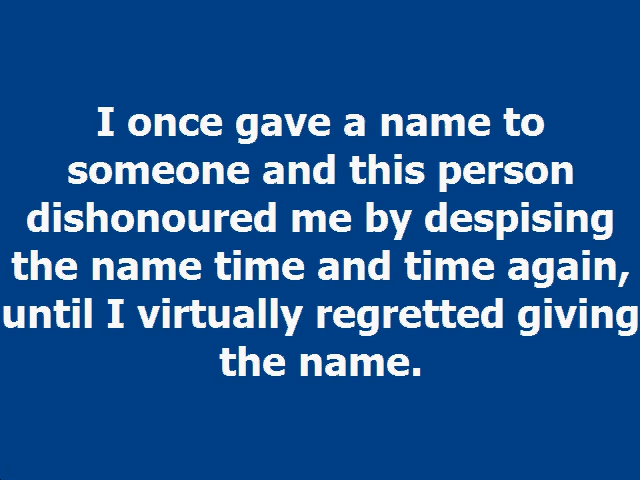 I once gave a name to
someone and this person
dishonoured me by despising
the name time and time again,
until I virtually regretted giving
the name.